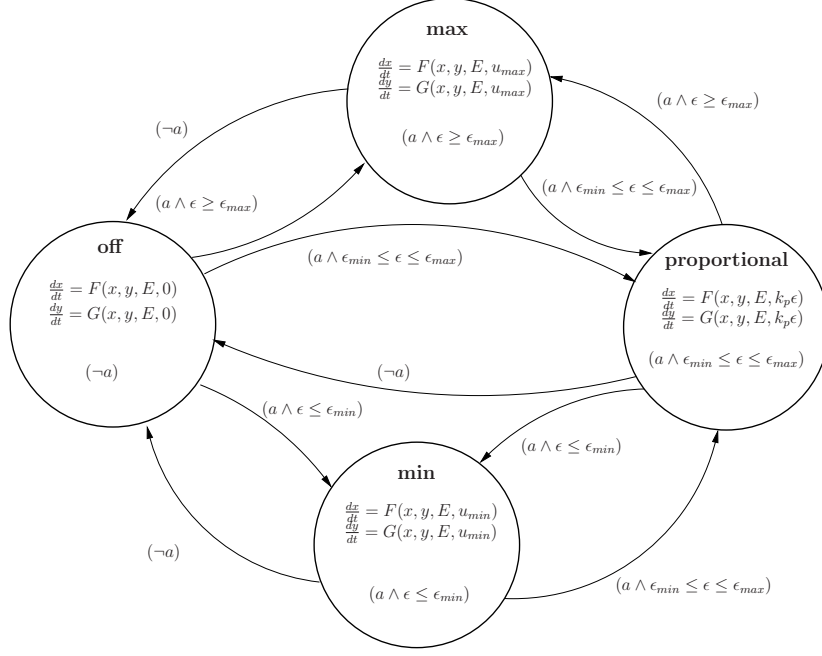 max
dx/dt = F(x, y, E, u_max)
dy/dt = G(x, y, E, u_max)
(a ∧ ϵ ≥ ϵ_max)
(a ∧ ϵ ≥ ϵ_max)
(¬a)
(a ∧ ϵ_min ≤ ϵ ≤ ϵ_max)
(a ∧ ϵ ≥ ϵ_max)
off
dx/dt = F(x, y, E, 0)
dy/dt = G(x, y, E, 0)
(¬a)
(a ∧ ϵ_min ≤ ϵ ≤ ϵ_max)
proportional
dx/dt = F(x, y, E, k_pϵ)
dy/dt = G(x, y, E, k_pϵ)
(a ∧ ϵ_min ≤ ϵ ≤ ϵ_max)
(¬a)
(a ∧ ϵ ≤ ϵ_min)
(a ∧ ϵ ≤ ϵ_min)
min
dx/dt = F(x, y, E, u_min)
dy/dt = G(x, y, E, u_min)
(a ∧ ϵ ≤ ϵ_min)
(¬a)
(a ∧ ϵ_min ≤ ϵ ≤ ϵ_max)